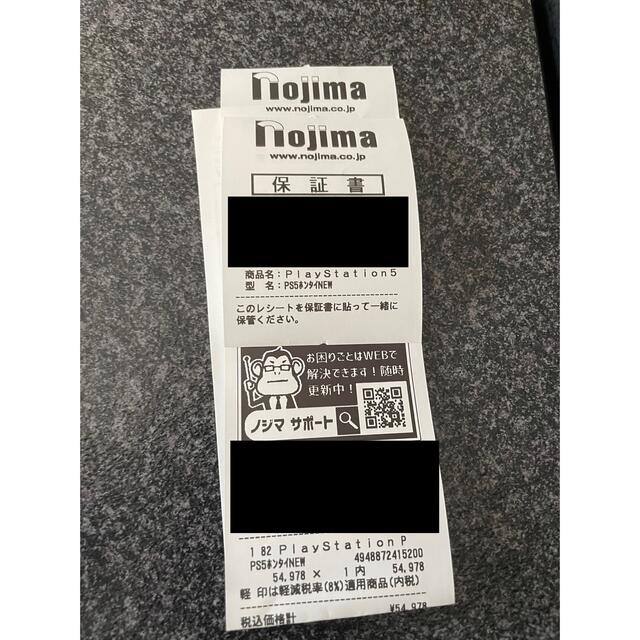 nojima
www.nojima.co.jp
nojima
www.nojima.co.jp
保証書
商品名:PlayStation5
型　名:PS5ﾎﾝﾀｲNEW
このレシートを保証書に貼って一緒に
保管ください。
お困りごとはWEBで
解決できます!随時
更新中!
ノジマ サポート
1 82 PlayStation P
PS5ﾎﾝﾀｲNEW 4948872415200
54,978 × 1 内 54,978
軽 印は軽減税率(8%)適用商品(内税)
税込価格計 ¥54,978